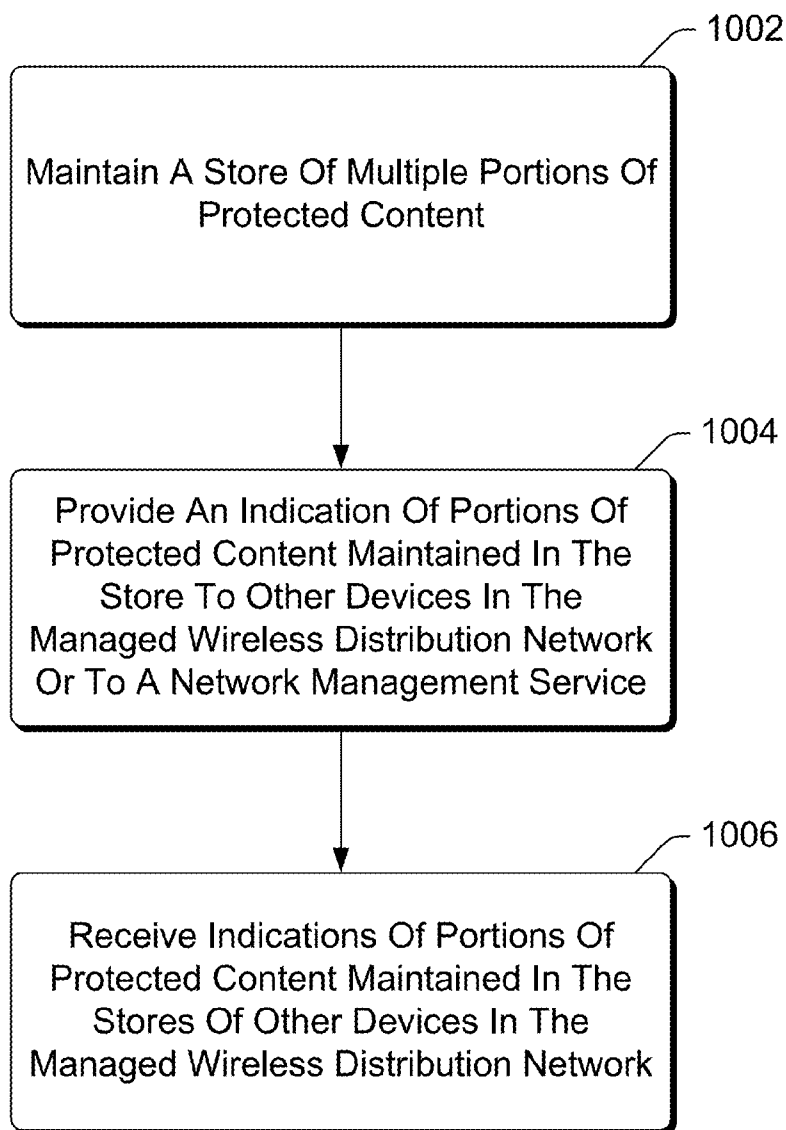 1002
Maintain A Store Of Multiple Portions Of
Protected Content
1004
Provide An Indication Of Portions Of
Protected Content Maintained In The
Store To Other Devices In The
Managed Wireless Distribution Network
Or To A Network Management Service
1006
Receive Indications Of Portions Of
Protected Content Maintained In The
Stores Of Other Devices In The
Managed Wireless Distribution Network